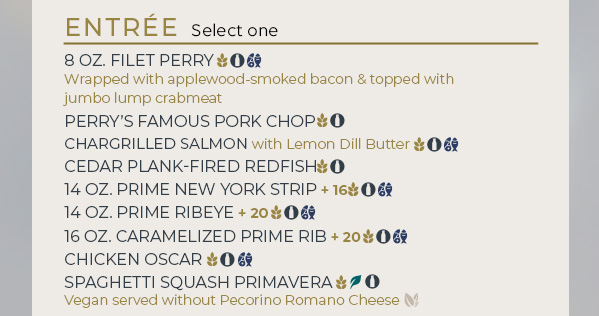 ENTRÉE Select one
8 OZ. FILET PERRY
Wrapped with applewood-smoked bacon & topped with
jumbo lump crabmeat
PERRY'S FAMOUS PORK CHOP
CHARGRILLED SALMON with Lemon Dill Butter
CEDAR PLANK-FIRED REDFISH
14 OZ. PRIME NEW YORK STRIP + 16
14 OZ. PRIME RIBEYE + 20
16 OZ. CARAMELIZED PRIME RIB + 20
CHICKEN OSCAR
SPAGHETTI SQUASH PRIMAVERA
Vegan served without Pecorino Romano Cheese